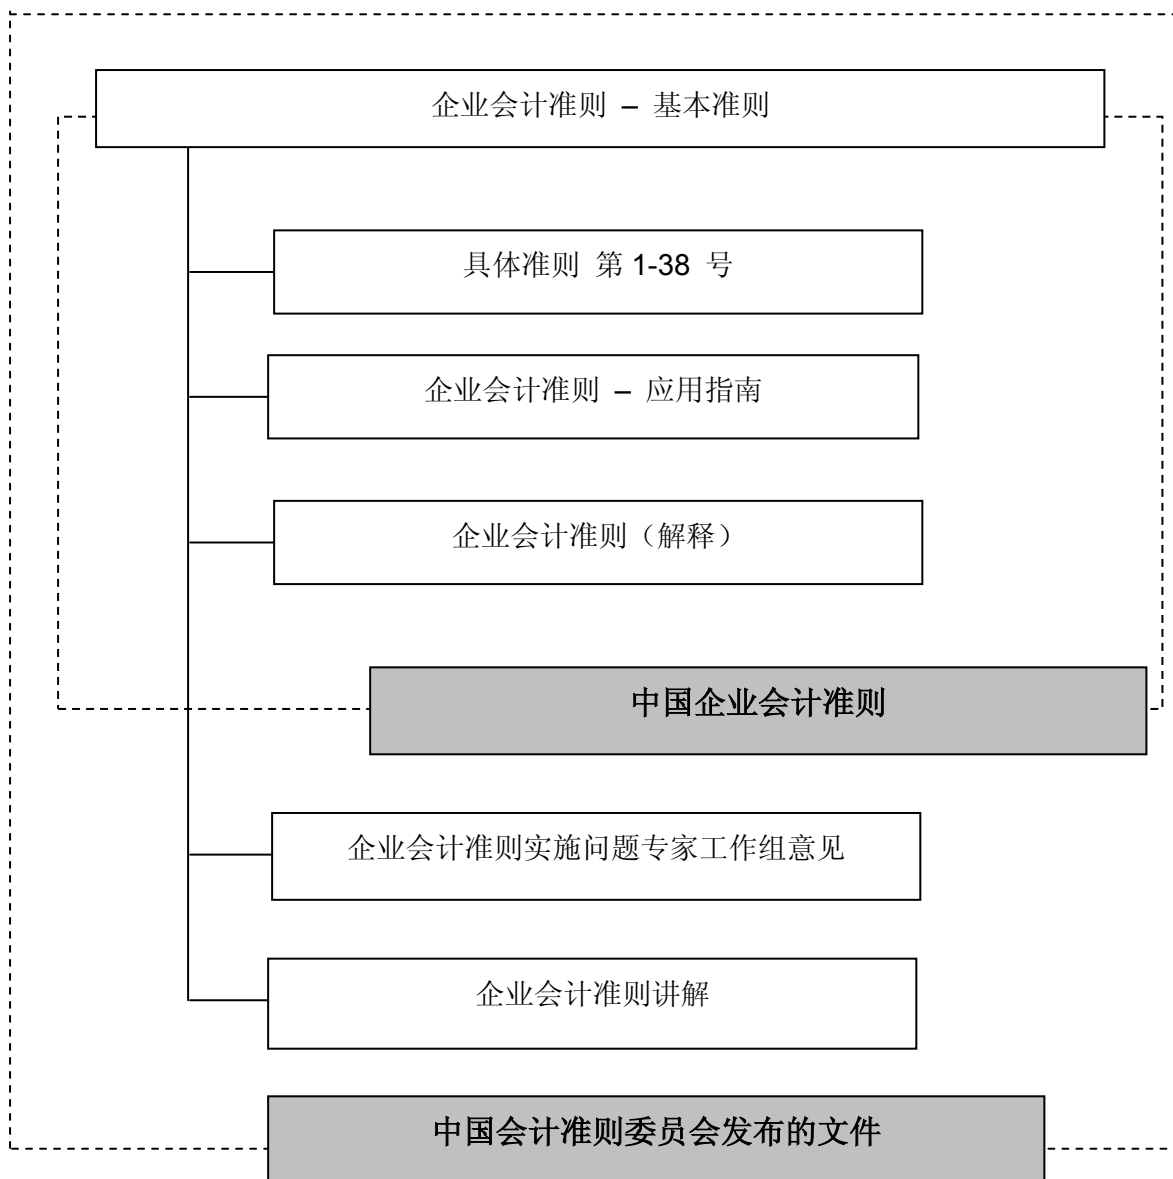 企业会计准则 – 基本准则
具体准则 第 1-38 号
企业会计准则 – 应用指南
企业会计准则（解释）
中国企业会计准则
企业会计准则实施问题专家工作组意见
企业会计准则讲解
中国会计准则委员会发布的文件